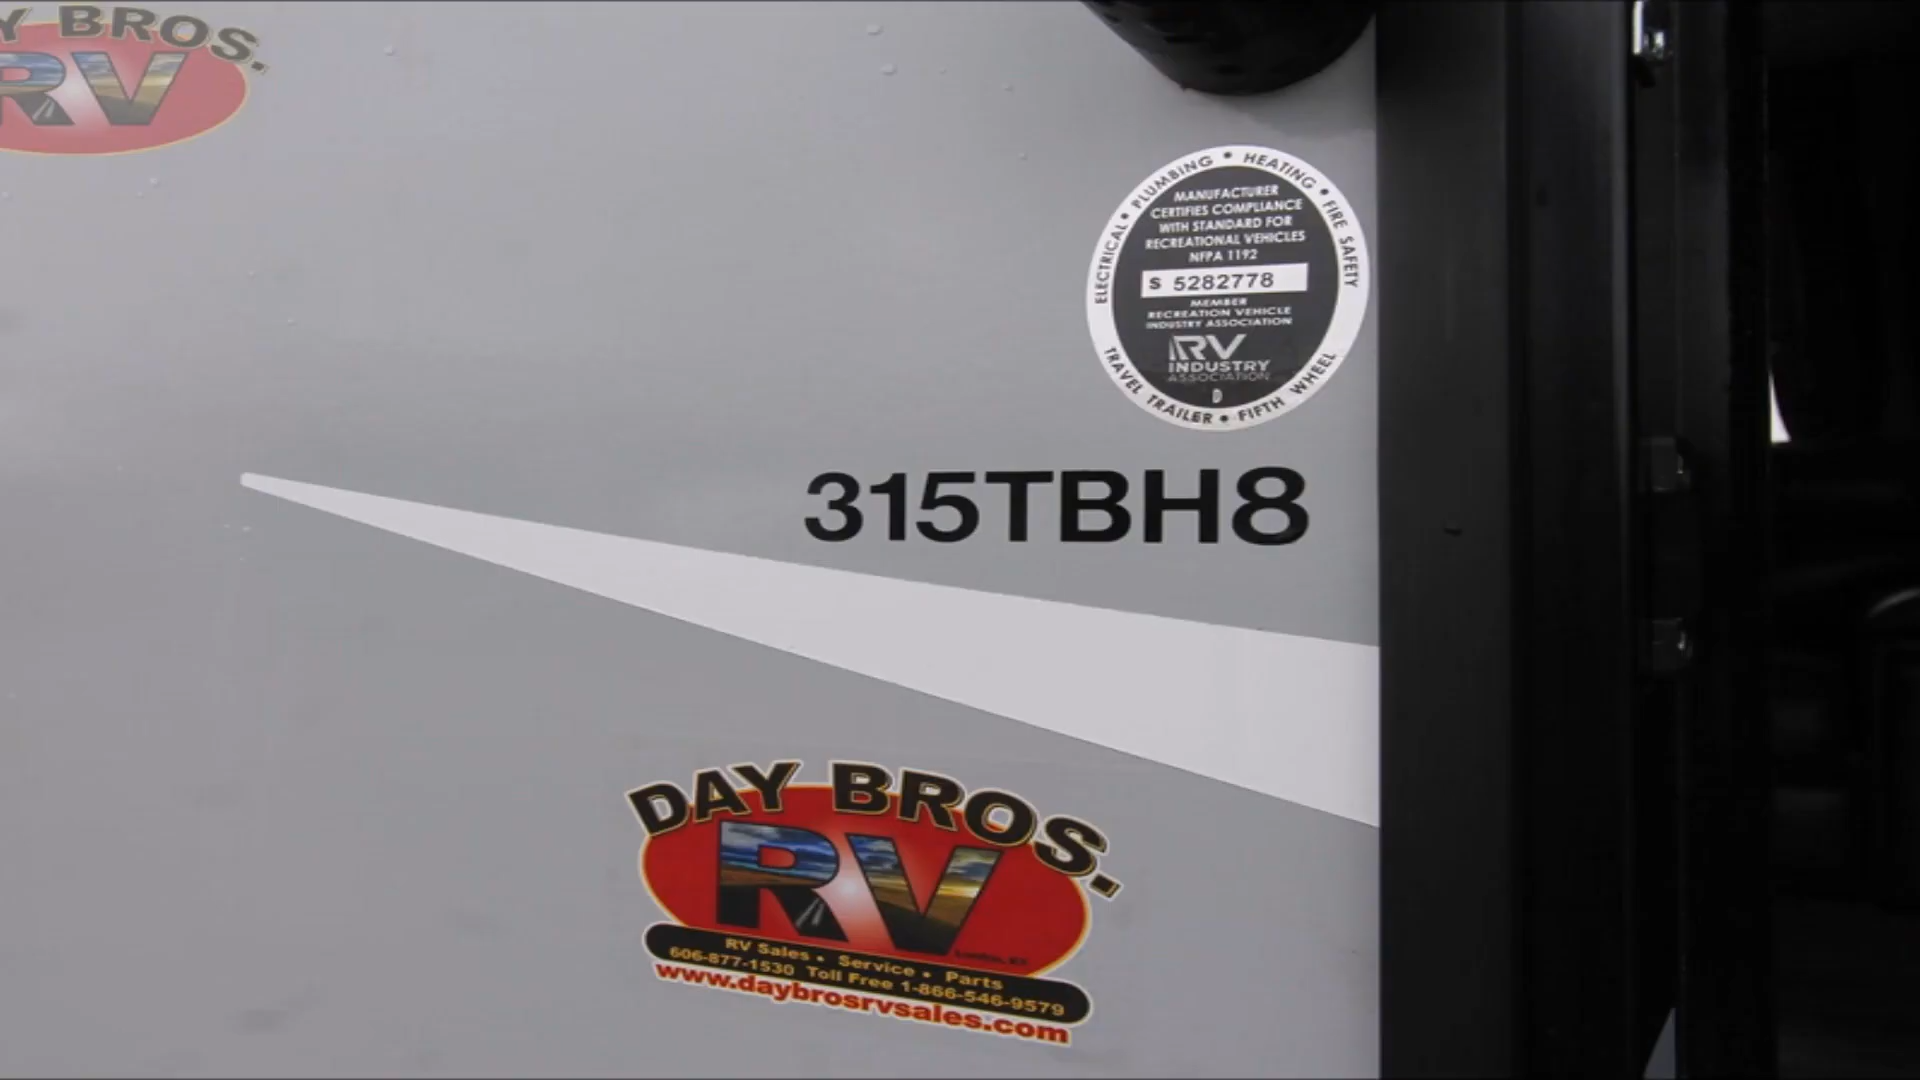 Y BROS.
RV
ELECTRICAL • PLUMBING • HEATING • FIRE SAFETY
MANUFACTURER
CERTIFIES COMPLIANCE
WITH STANDARD FOR
RECREATIONAL VEHICLES
NFPA 1192
S 5282778
MEMBER
RECREATION VEHICLE
INDUSTRY ASSOCIATION
RV
INDUSTRY
ASSOCIATION
D
TRAVEL TRAILER • FIFTH WHEEL
315TBH8
DAY BROS.
RV
RV Sales • Service • Parts
606-877-1530 Toll Free 1-866-546-9579
www.daybrosrvsales.com